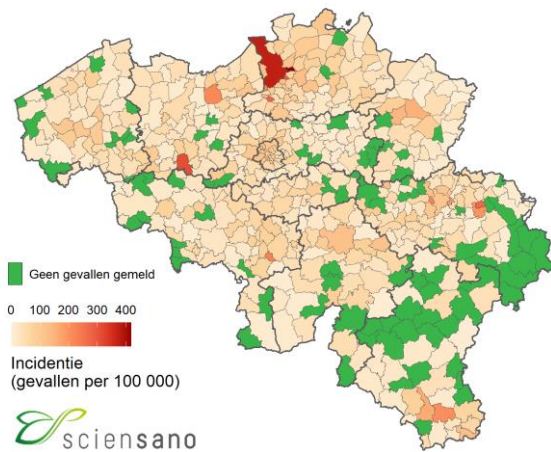 Geen gevallen gemeld
0 100 200 300 400
Incidentie
(gevallen per 100 000)
sciensano